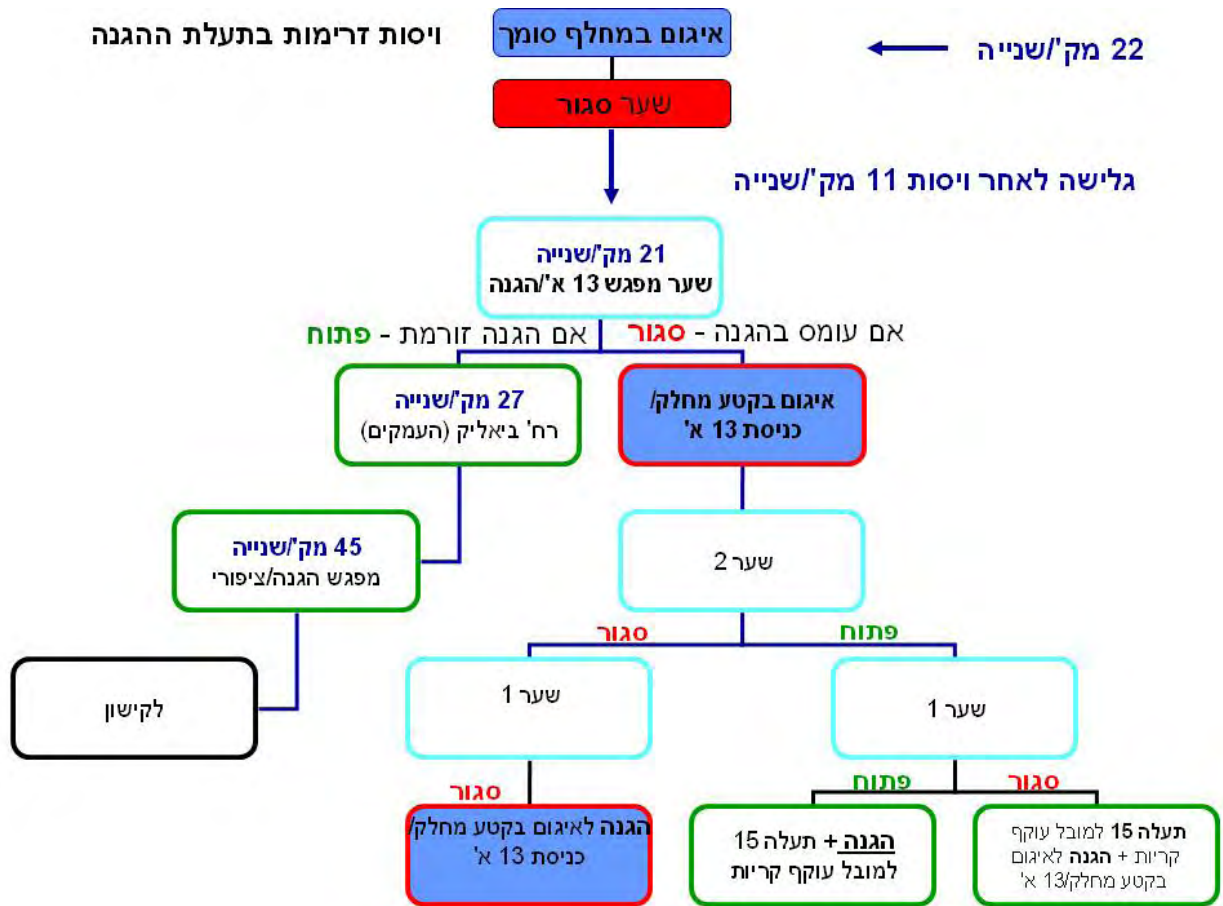 ויסות זרימות בתעלת ההגנה
איגום במחלף סומך
22 מק'/שנייה
שער סגור
גלישה לאחר ויסות 11 מק'/שנייה
21 מק'/שנייה
שער מפגש 13 א'/הגנה
אם עומס בהגנה - סגור
אם הגנה זורמת - פתוח
איגום בקטע מחלק/
כניסת 13 א'
27 מק'/שנייה
רח' ביאליק (העמקים)
שער 2
45 מק'/שנייה
מפגש הגנה/ציפורי
פתוח
סגור
לקישון
שער 1
שער 1
סגור
פתוח
סגור
תעלה 15 למובל עוקף
קריות + הגנה לאיגום
בקטע מחלק/13 א'
הגנה + תעלה 15
למובל עוקף קריות
הגנה לאיגום בקטע מחלק/
כניסת 13 א'